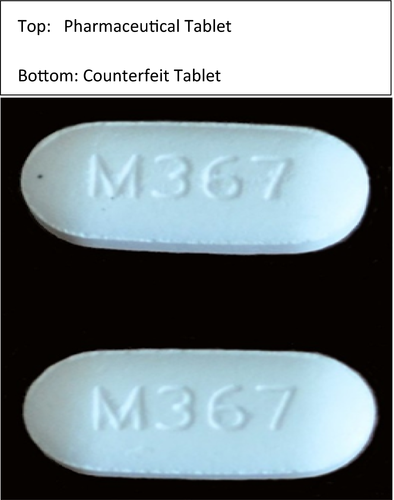 Top: Pharmaceutical Tablet
Bottom: Counterfeit Tablet
M367
M367